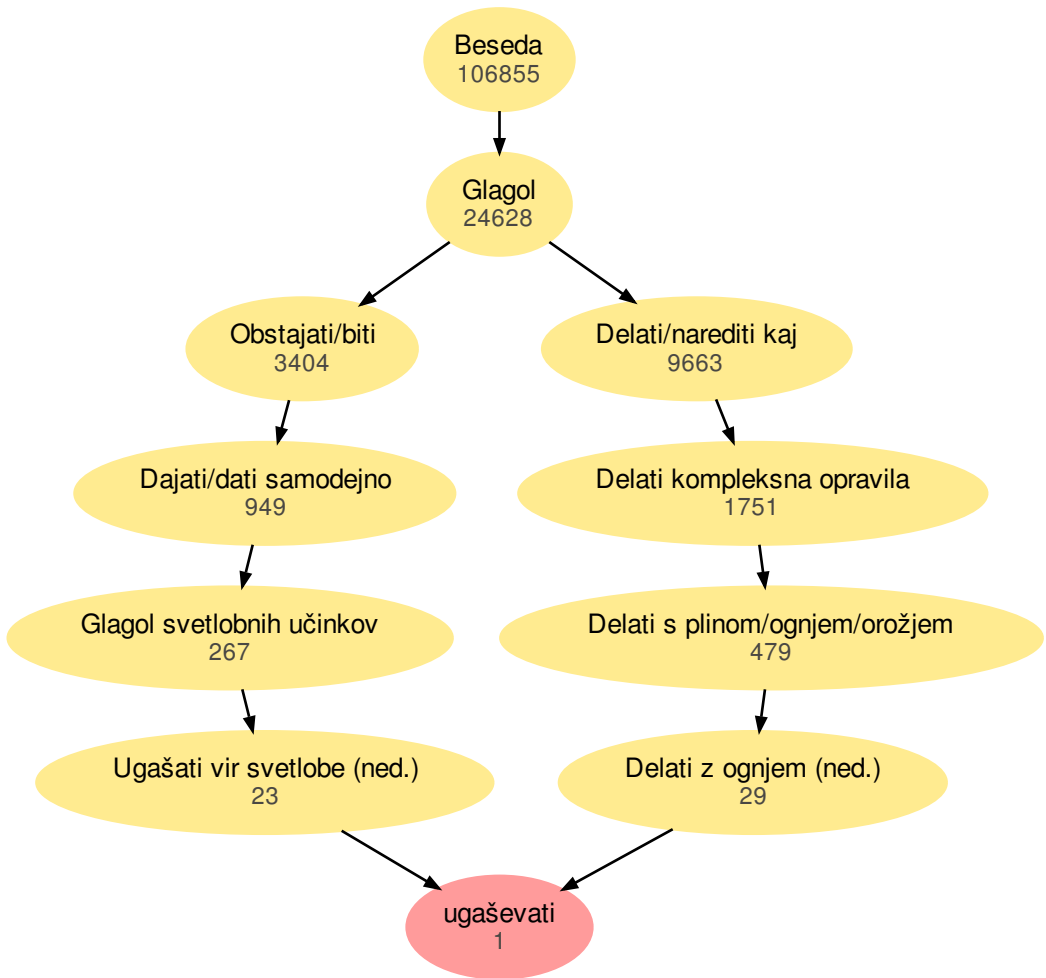 Beseda
106855
Glagol
24628
Obstajati/biti
3404
Delati/narediti kaj
9663
Dajati/dati samodejno
949
Delati kompleksna opravila
1751
Glagol svetlobnih učinkov
267
Delati s plinom/ognjem/orožjem
479
Ugašati vir svetlobe (ned.)
23
Delati z ognjem (ned.)
29
ugaševati
1